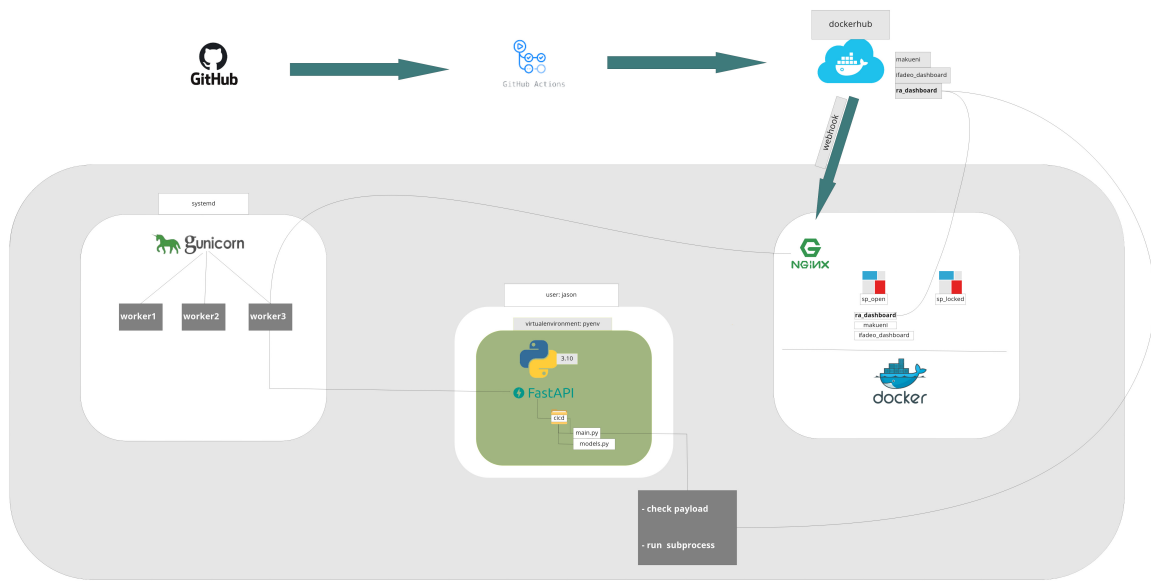 dockerhub
GitHub
GitHub Actions
makueni
ifadeo_dashboard
ra_dashboard
webhook
systemd
gunicorn
NGINX
worker1
worker2
worker3
user: jason
virtualenvironment: pyenv
3.10
FastAPI
cicd
main.py
models.py
sp_open
sp_locked
ra_dashboard
makueni
ifadeo_dashboard
docker
- check payload
- run subprocess